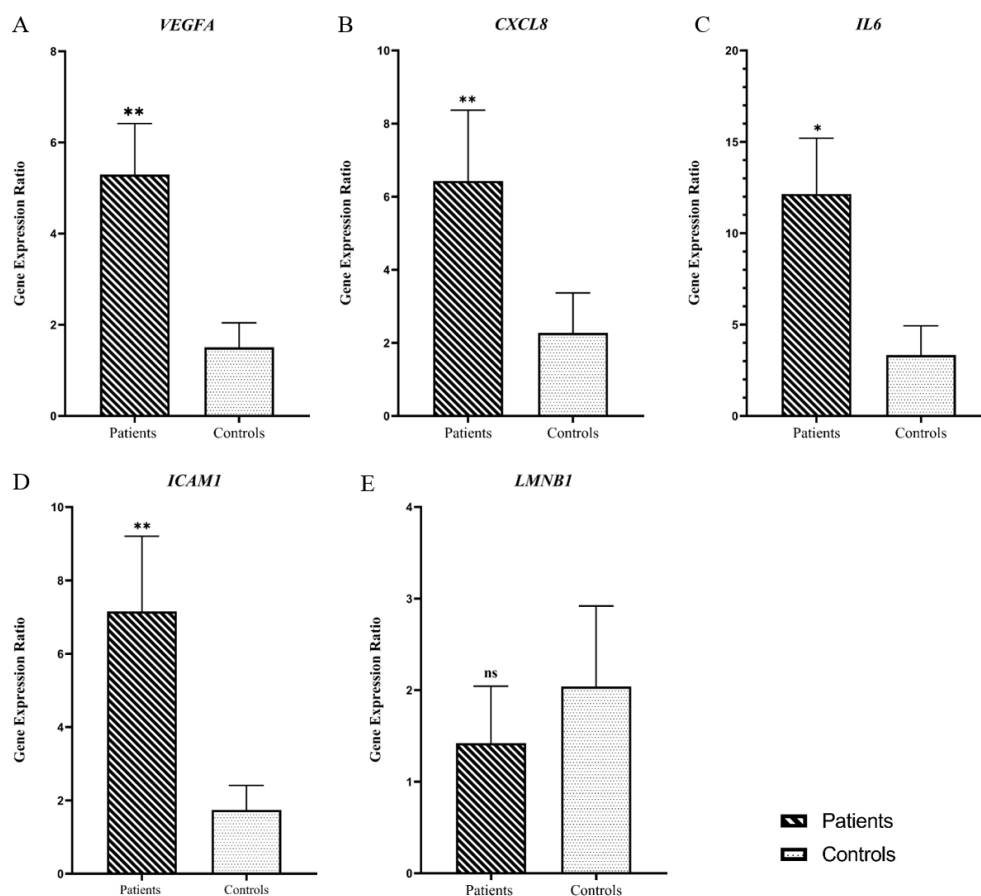 A
VEGFA
8
6
4
2
0
Gene Expression Ratio
**
Patients
Controls
B
CXCL8
10
8
6
4
2
0
Gene Expression Ratio
**
Patients
Controls
C
IL6
20
15
10
5
0
Gene Expression Ratio
*
Patients
Controls
D
ICAM1
10
8
6
4
2
0
Gene Expression Ratio
**
Patients
Controls
E
LMNB1
4
3
2
1
0
Gene Expression Ratio
ns
Patients
Controls
Patients
Controls